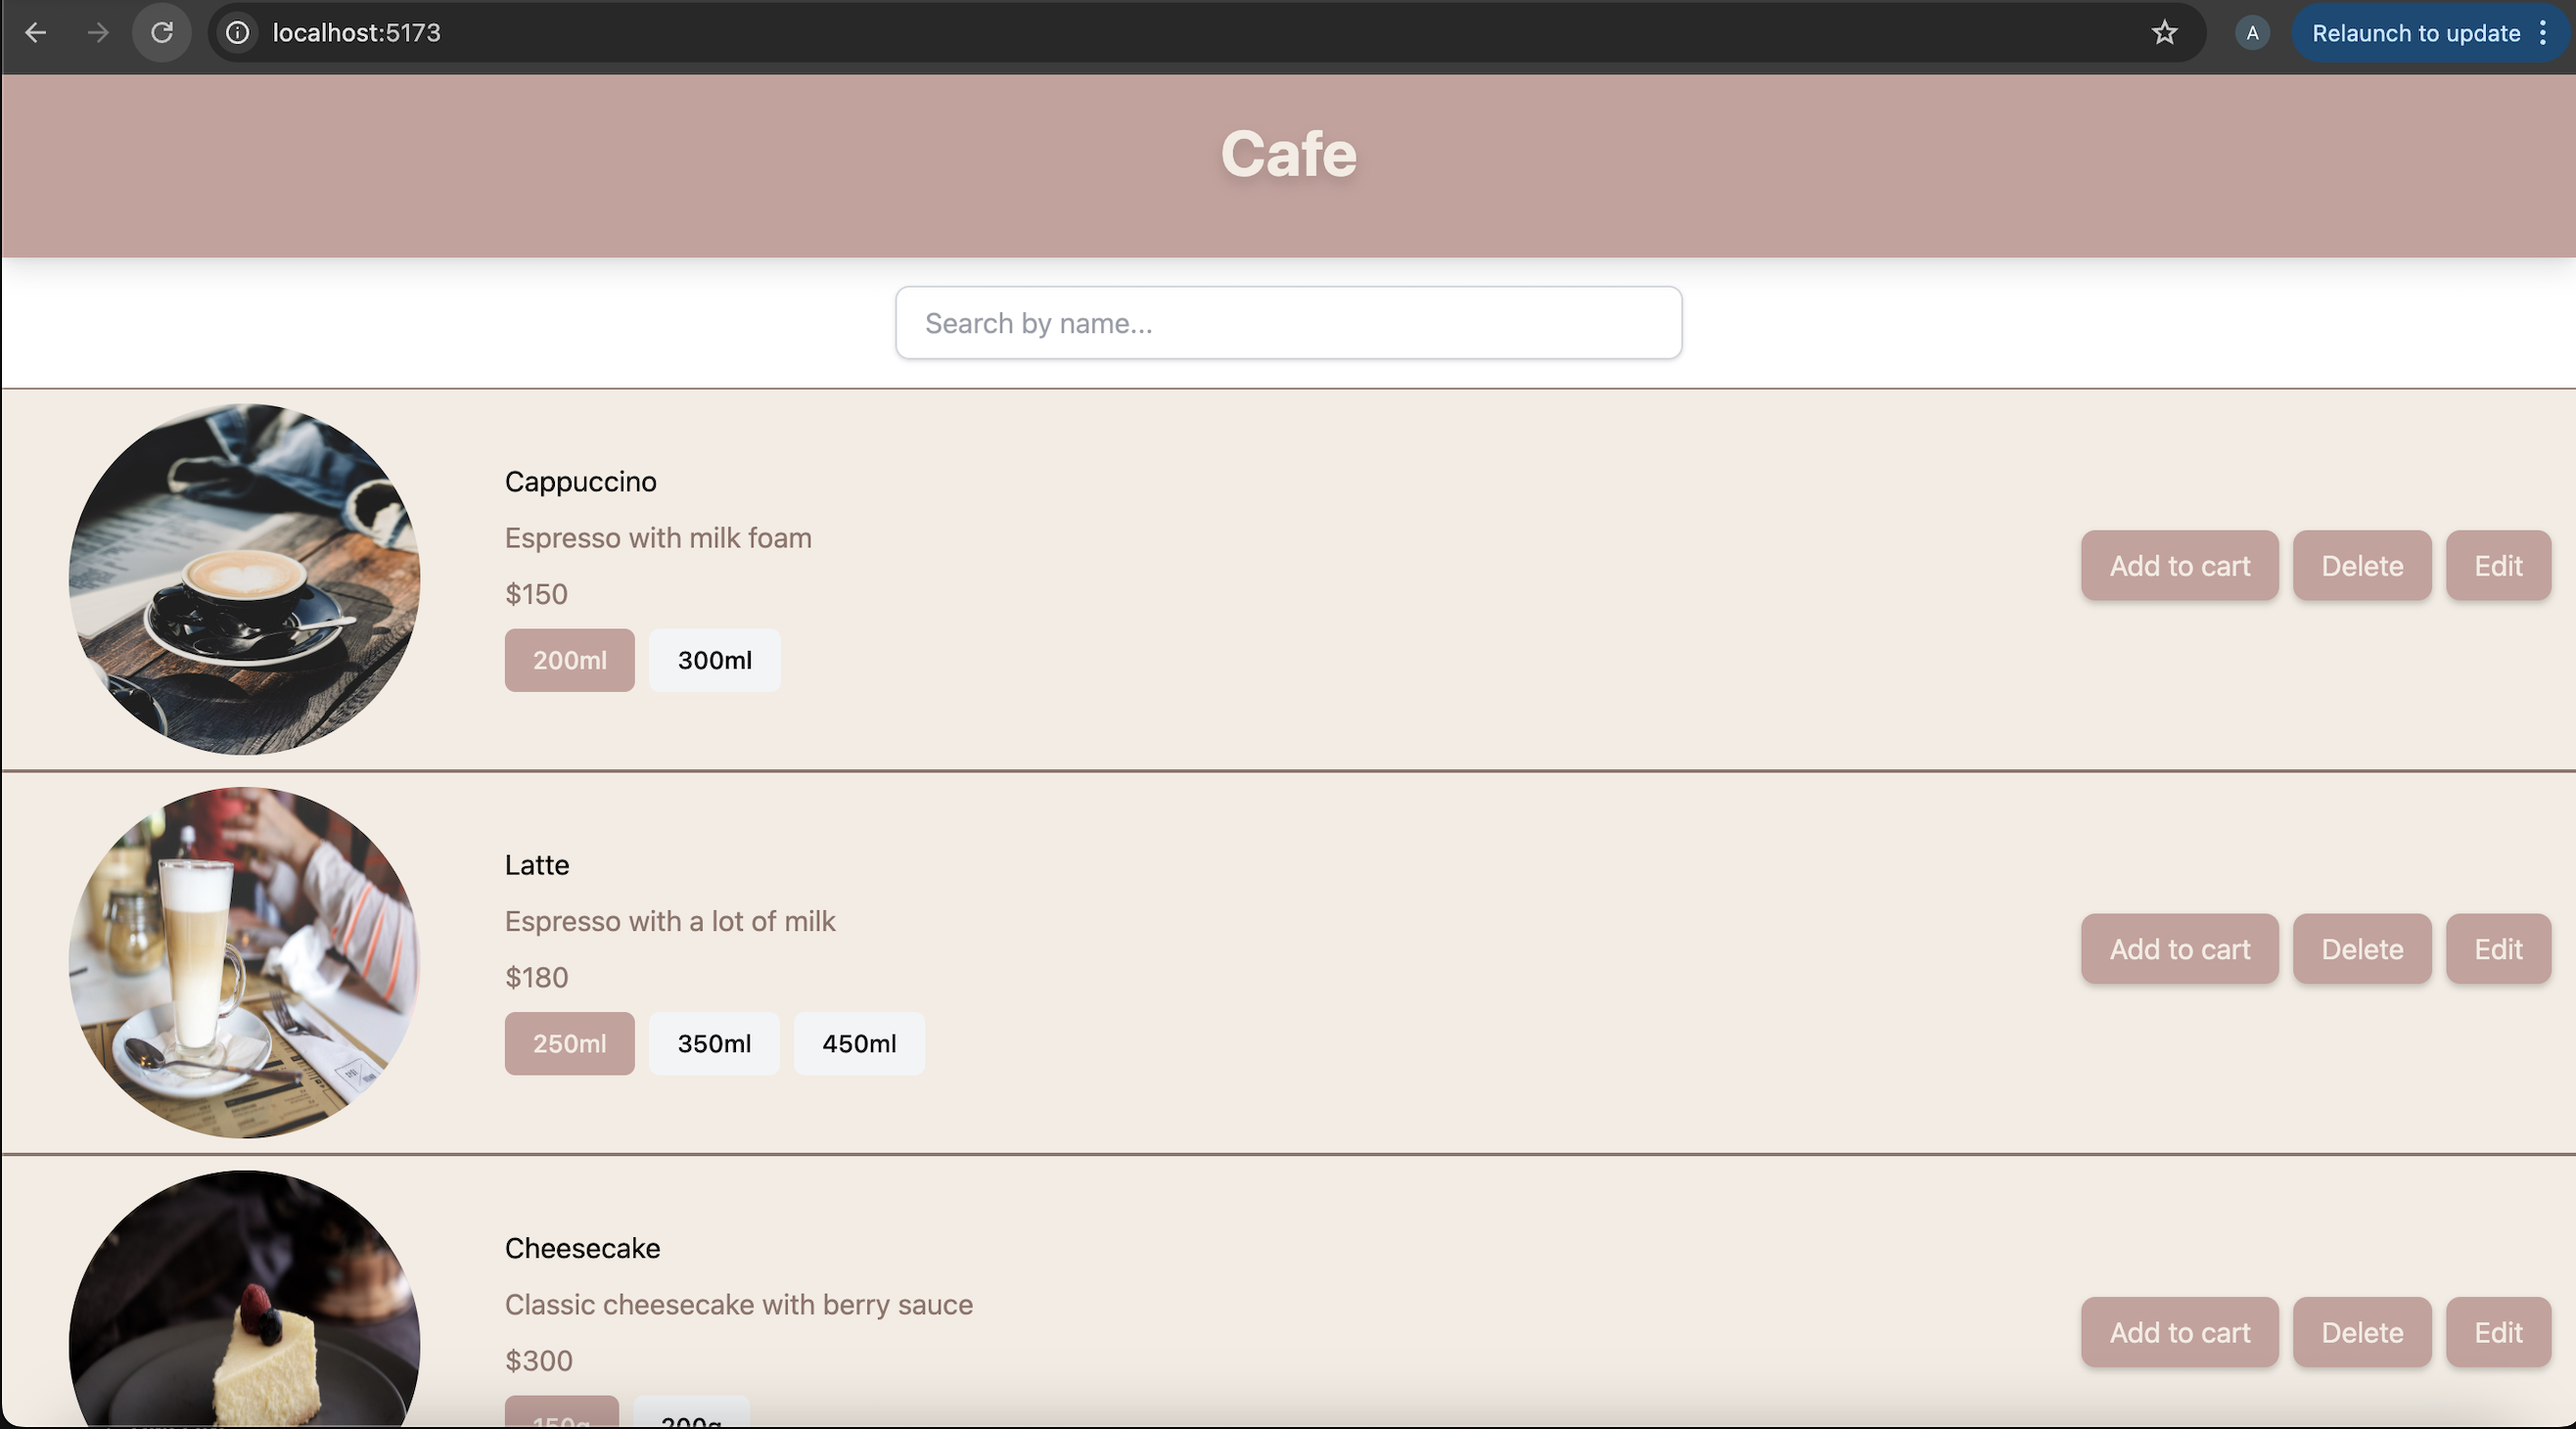 localhost:5173
A
Relaunch to update
Cafe
Search by name...
Cappuccino
Espresso with milk foam
$150
200ml 300ml
Add to cart Delete Edit
Latte
Espresso with a lot of milk
$180
250ml 350ml 450ml
Add to cart Delete Edit
Cheesecake
Classic cheesecake with berry sauce
$300
150g 200g
Add to cart Delete Edit